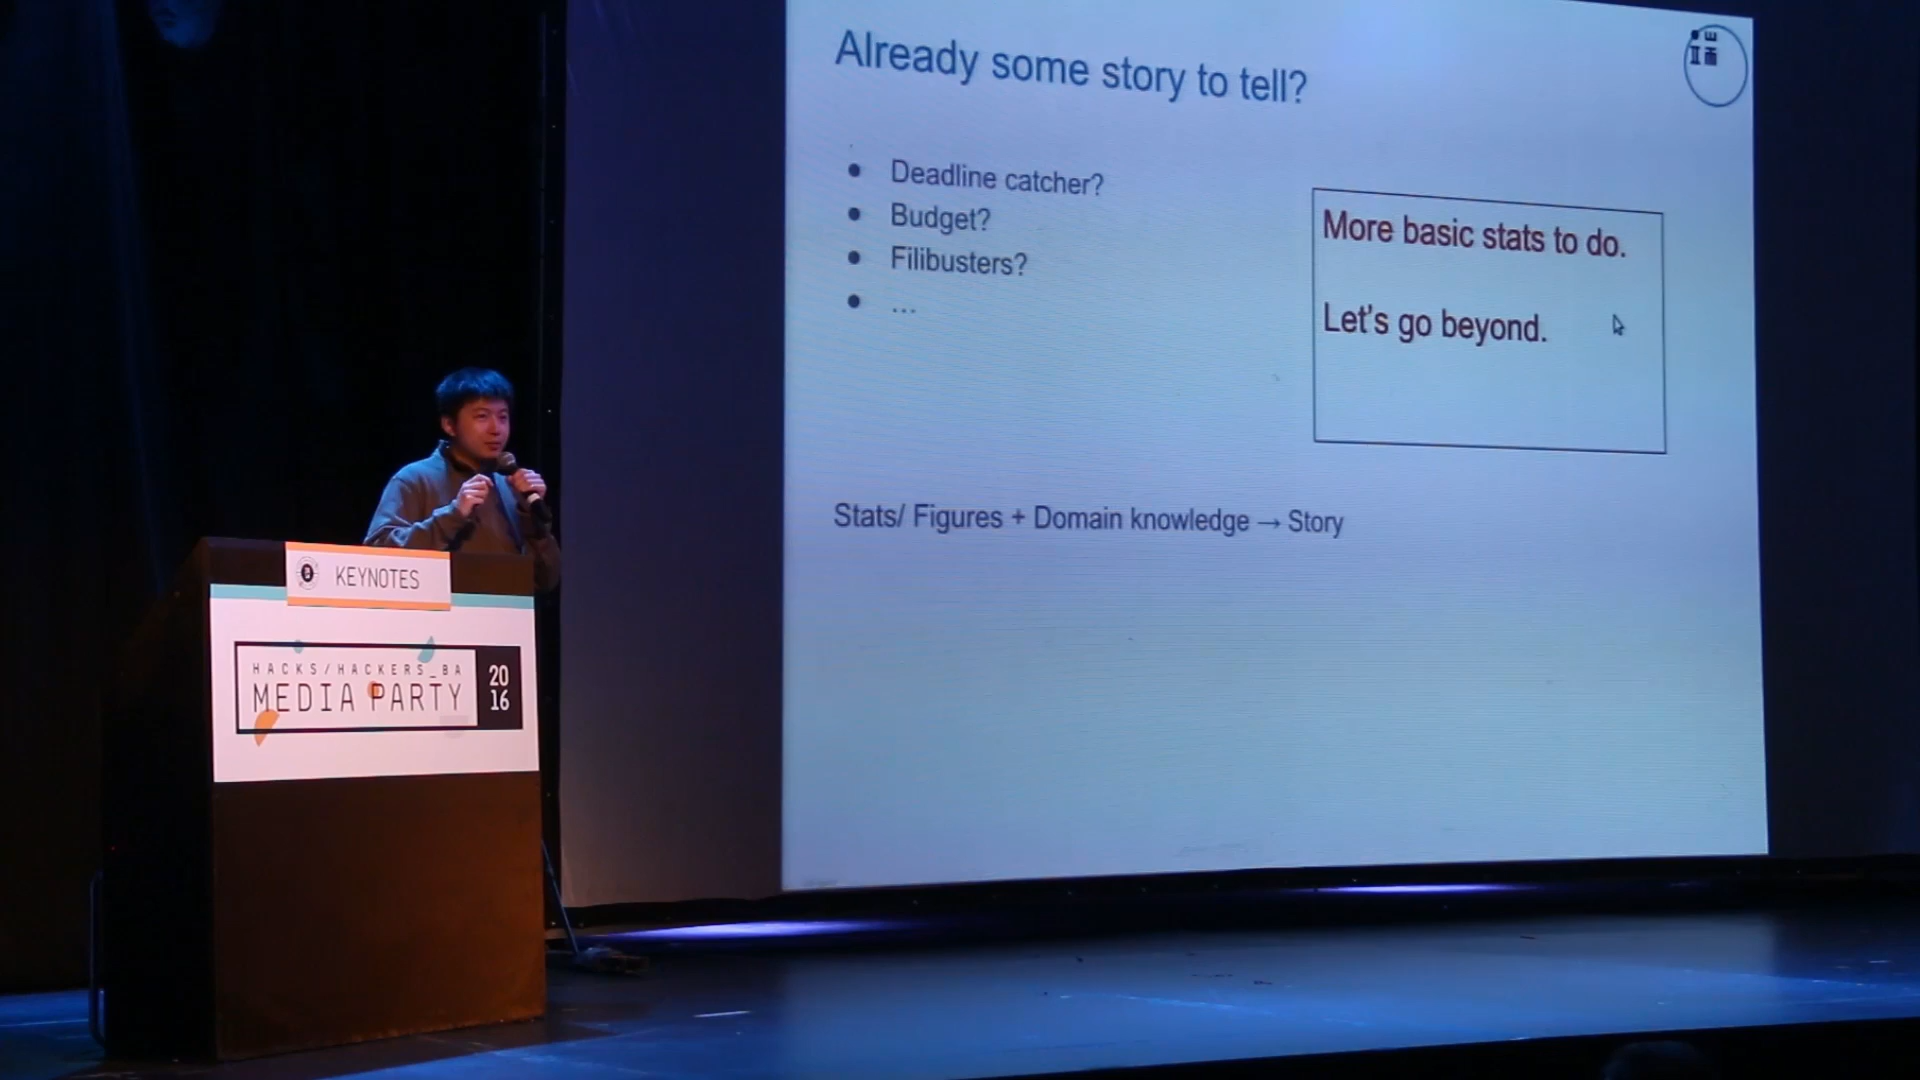 Already some story to tell?
Deadline catcher?
Budget?
Filibusters?
...
More basic stats to do.
Let's go beyond.
Stats/ Figures + Domain knowledge → Story
KEYNOTES
HACKS/HACKERS_BA
MEDIA PARTY
20
16